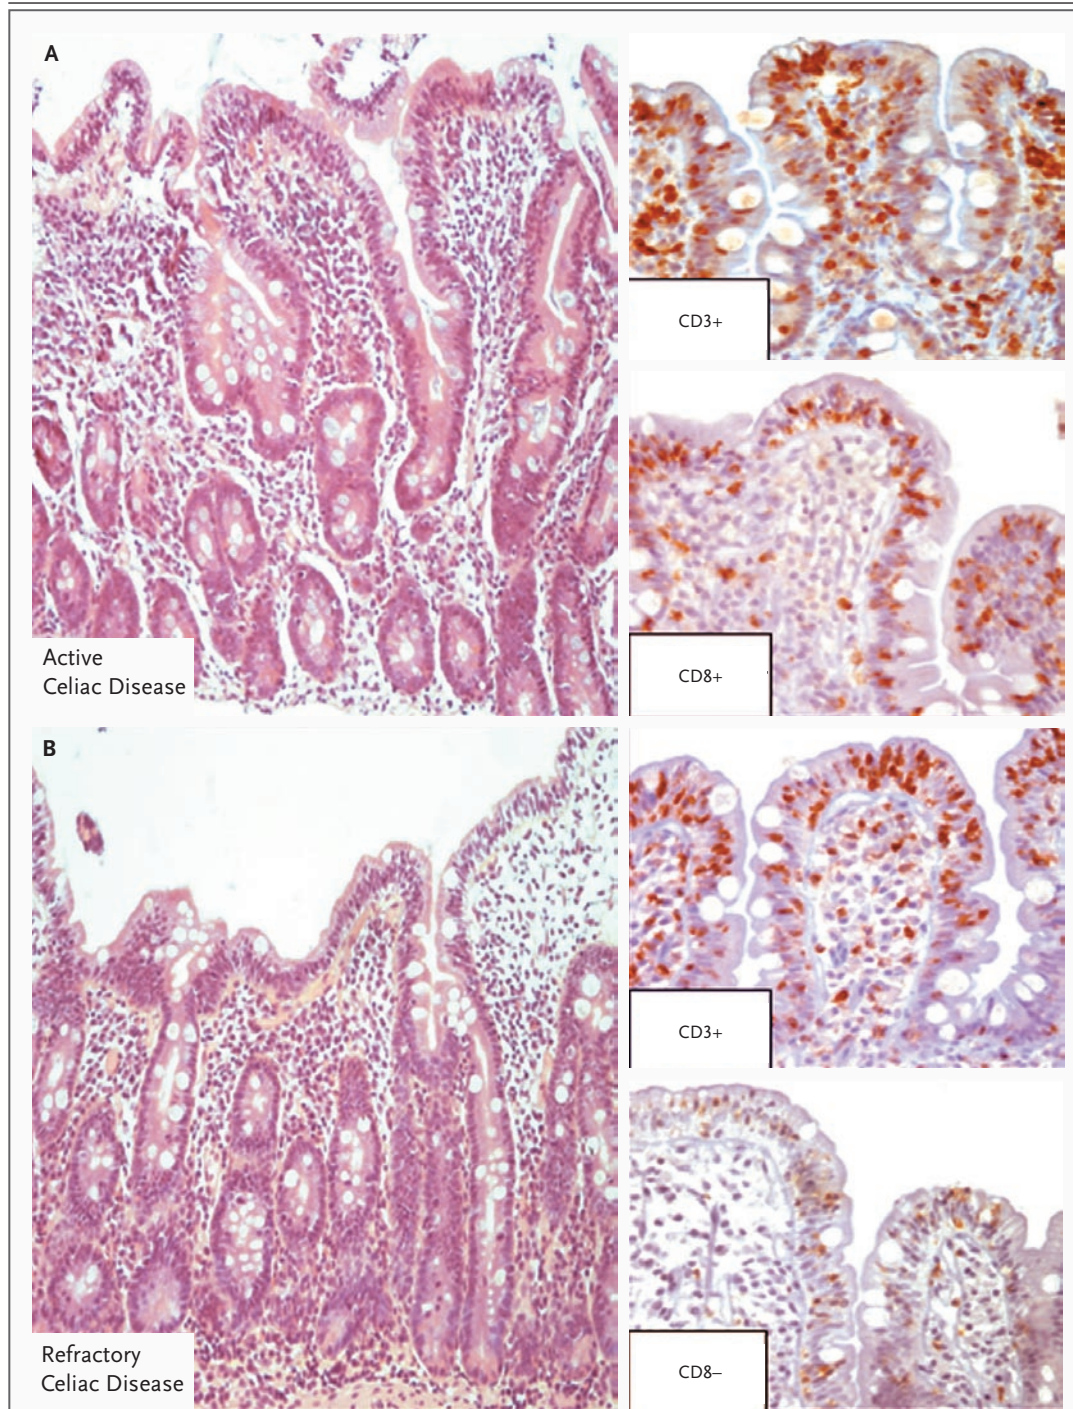 A
CD3+
CD8+
Active
Celiac Disease
B
CD3+
CD8–
Refractory
Celiac Disease